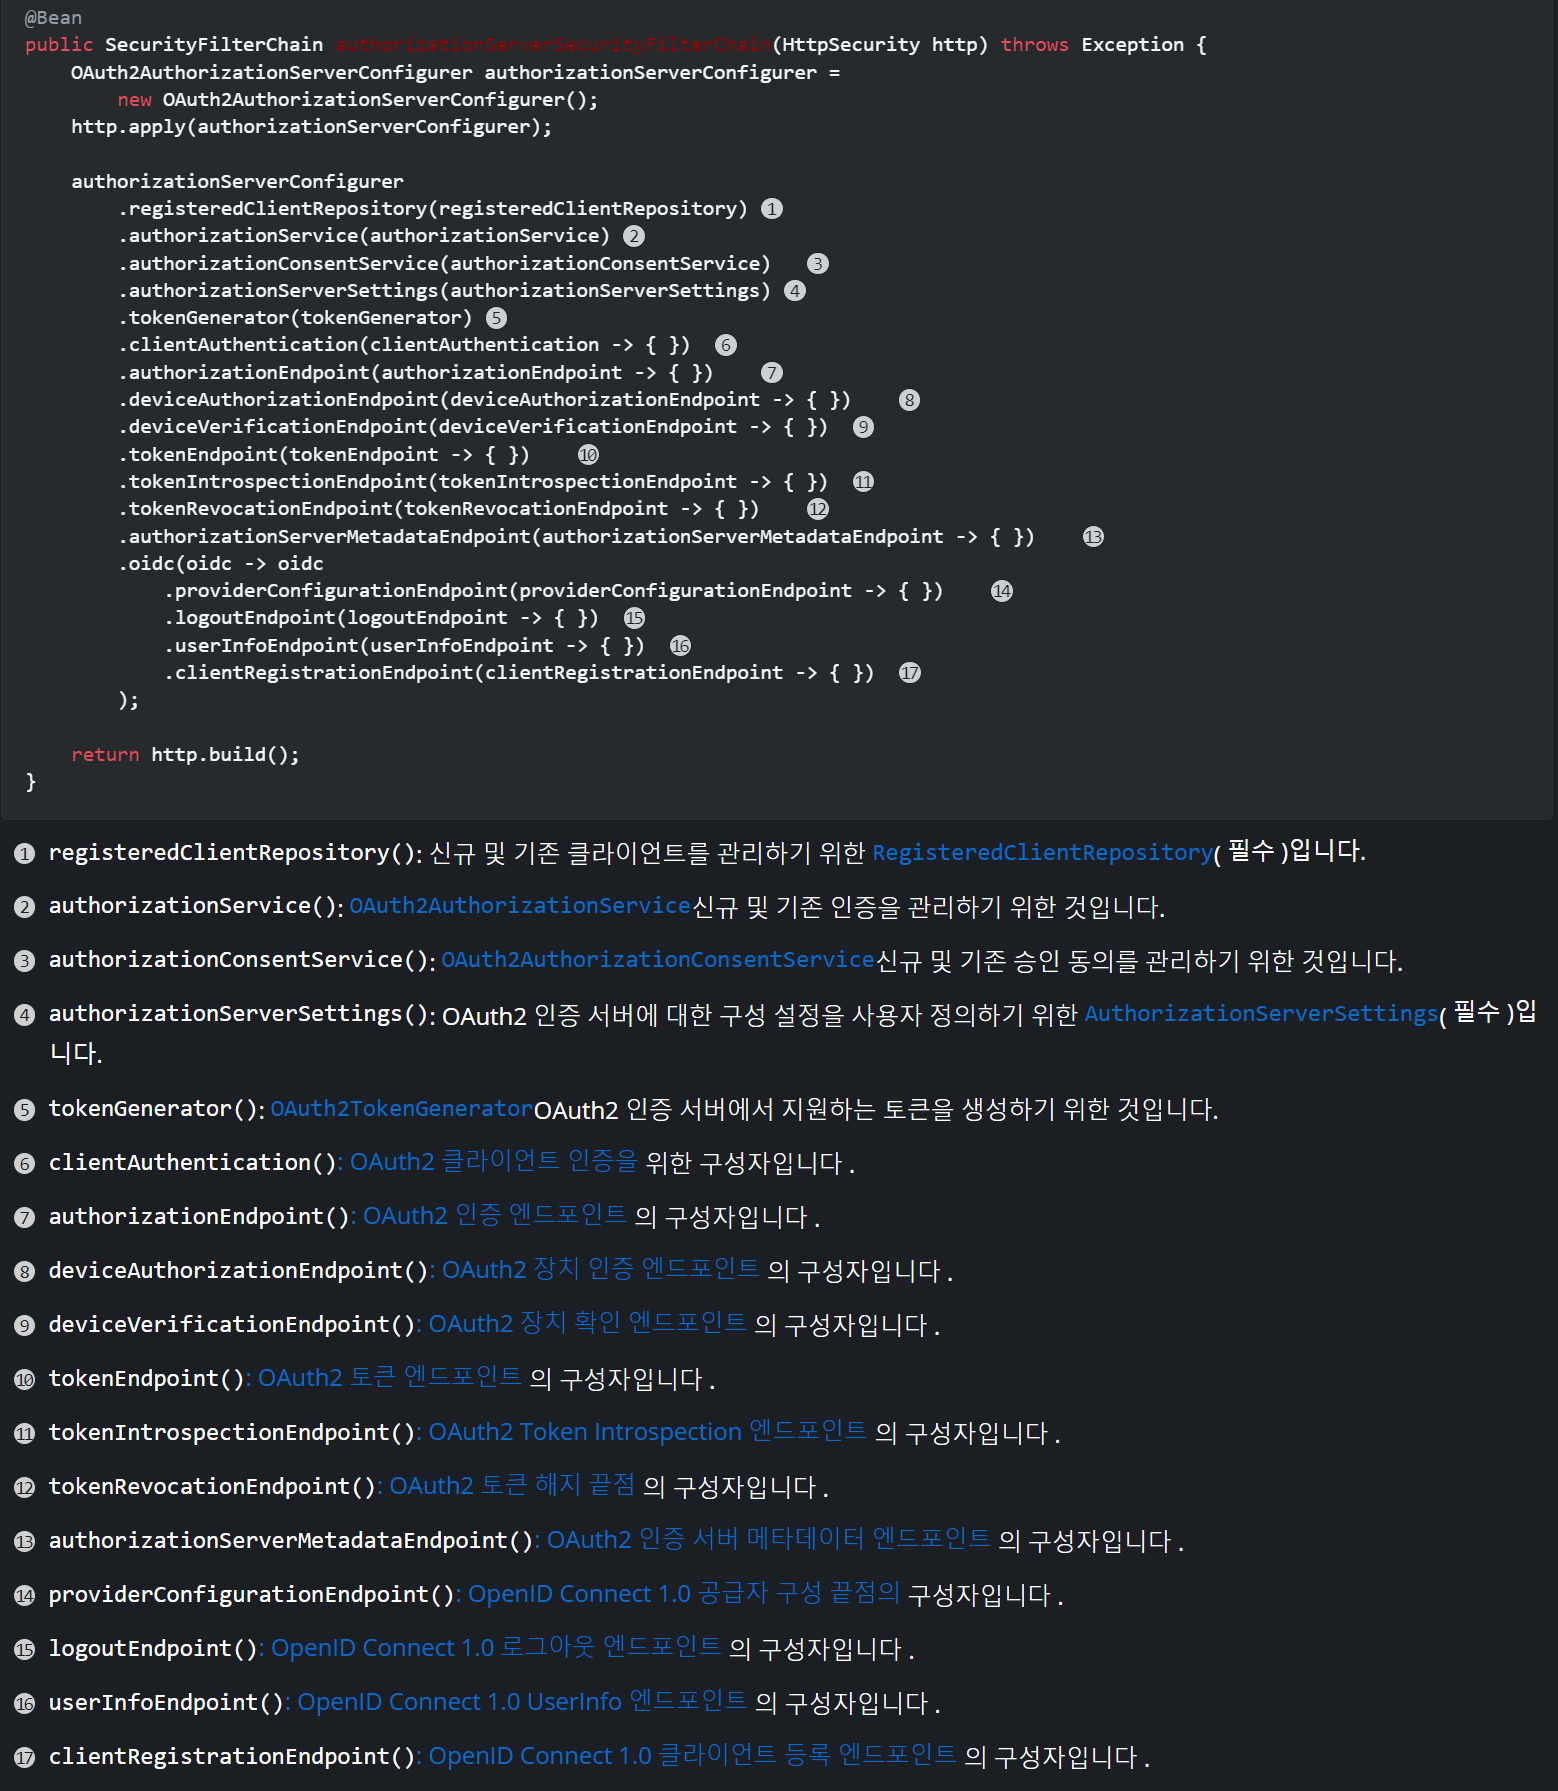 @Bean
public SecurityFilterChain authorizationServerSecurityFilterChain(HttpSecurity http) throws Exception {
    OAuth2AuthorizationServerConfigurer authorizationServerConfigurer =
        new OAuth2AuthorizationServerConfigurer();
    http.apply(authorizationServerConfigurer);

    authorizationServerConfigurer
        .registeredClientRepository(registeredClientRepository) ①
        .authorizationService(authorizationService) ②
        .authorizationConsentService(authorizationConsentService) ③
        .authorizationServerSettings(authorizationServerSettings) ④
        .tokenGenerator(tokenGenerator) ⑤
        .clientAuthentication(clientAuthentication -> { }) ⑥
        .authorizationEndpoint(authorizationEndpoint -> { }) ⑦
        .deviceAuthorizationEndpoint(deviceAuthorizationEndpoint -> { }) ⑧
        .deviceVerificationEndpoint(deviceVerificationEndpoint -> { }) ⑨
        .tokenEndpoint(tokenEndpoint -> { }) ⑩
        .tokenIntrospectionEndpoint(tokenIntrospectionEndpoint -> { }) ⑪
        .tokenRevocationEndpoint(tokenRevocationEndpoint -> { }) ⑫
        .authorizationServerMetadataEndpoint(authorizationServerMetadataEndpoint -> { }) ⑬
        .oidc(oidc -> oidc
            .providerConfigurationEndpoint(providerConfigurationEndpoint -> { }) ⑭
            .logoutEndpoint(logoutEndpoint -> { }) ⑮
            .userInfoEndpoint(userInfoEndpoint -> { }) ⑯
            .clientRegistrationEndpoint(clientRegistrationEndpoint -> { }) ⑰
        );

    return http.build();
}
① registeredClientRepository(): 신규 및 기존 클라이언트를 관리하기 위한 RegisteredClientRepository( 필수 )입니다.
② authorizationService(): OAuth2AuthorizationService신규 및 기존 인증을 관리하기 위한 것입니다.
③ authorizationConsentService(): OAuth2AuthorizationConsentService신규 및 기존 승인 동의를 관리하기 위한 것입니다.
④ authorizationServerSettings(): OAuth2 인증 서버에 대한 구성 설정을 사용자 정의하기 위한 AuthorizationServerSettings( 필수 )입
니다.
⑤ tokenGenerator(): OAuth2TokenGeneratorOAuth2 인증 서버에서 지원하는 토큰을 생성하기 위한 것입니다.
⑥ clientAuthentication(): OAuth2 클라이언트 인증을 위한 구성자입니다 .
⑦ authorizationEndpoint(): OAuth2 인증 엔드포인트 의 구성자입니다 .
⑧ deviceAuthorizationEndpoint(): OAuth2 장치 인증 엔드포인트 의 구성자입니다 .
⑨ deviceVerificationEndpoint(): OAuth2 장치 확인 엔드포인트 의 구성자입니다 .
⑩ tokenEndpoint(): OAuth2 토큰 엔드포인트 의 구성자입니다 .
⑪ tokenIntrospectionEndpoint(): OAuth2 Token Introspection 엔드포인트 의 구성자입니다 .
⑫ tokenRevocationEndpoint(): OAuth2 토큰 해지 끝점 의 구성자입니다 .
⑬ authorizationServerMetadataEndpoint(): OAuth2 인증 서버 메타데이터 엔드포인트 의 구성자입니다 .
⑭ providerConfigurationEndpoint(): OpenID Connect 1.0 공급자 구성 끝점의 구성자입니다 .
⑮ logoutEndpoint(): OpenID Connect 1.0 로그아웃 엔드포인트 의 구성자입니다 .
⑯ userInfoEndpoint(): OpenID Connect 1.0 UserInfo 엔드포인트 의 구성자입니다 .
⑰ clientRegistrationEndpoint(): OpenID Connect 1.0 클라이언트 등록 엔드포인트 의 구성자입니다 .